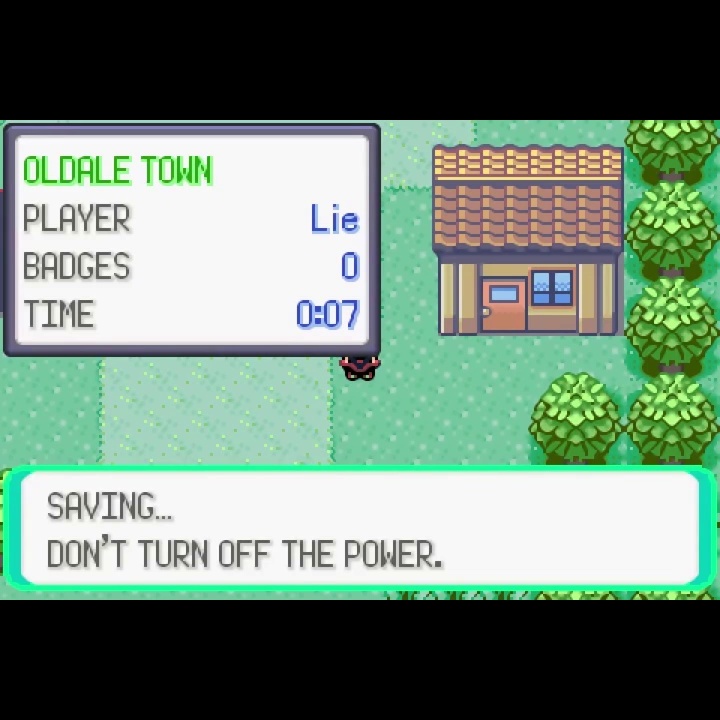 OLDALE TOWN
PLAYER Lie
BADGES 0
TIME 0:07
SAVING...
DON'T TURN OFF THE POWER.